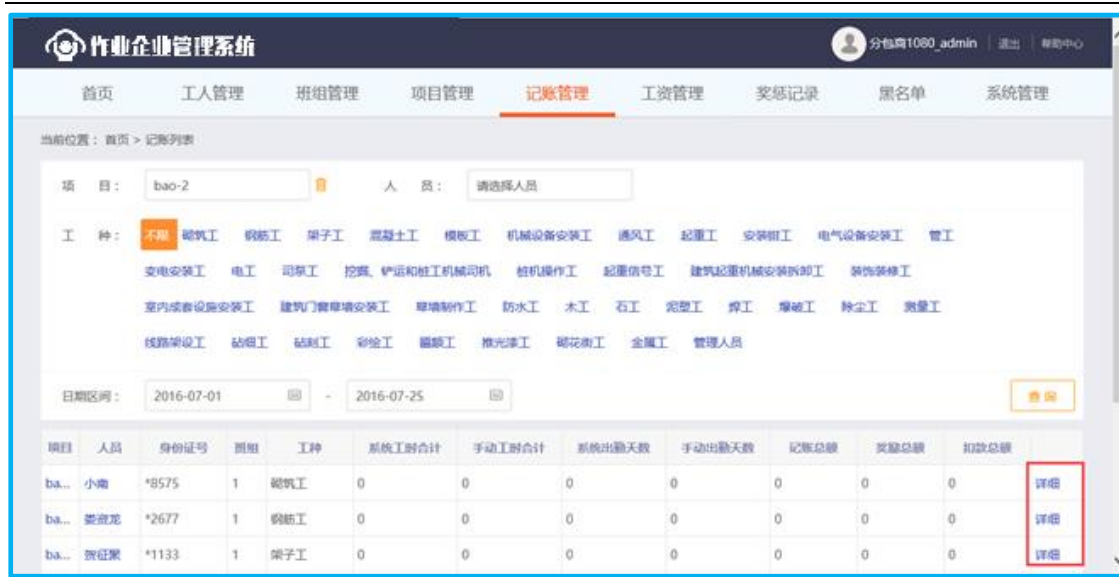 作业企业管理系统
分包商1080_admin | 退出 | 帮助中心
首页 工人管理 班组管理 项目管理 记账管理 工资管理 奖惩记录 黑名单 系统管理
当前位置: 首页 > 记账列表
项 目: bao-2 人 员: 请选择人员
工 种: 不限 砌筑工 钢筋工 架子工 混凝土工 模板工 机械设备安装工 通风工 起重工 安装钳工 电气设备安装工 管工
变电安装工 电工 司泵工 挖掘、铲运和桩工机械司机 桩机操作工 起重信号工 建筑起重机械安装拆卸工 装饰装修工
室内成套设施安装工 建筑门窗幕墙安装工 幕墙制作工 防水工 木工 石工 泥塑工 焊工 爆破工 除尘工 测量工
线路架设工 砧细工 砧刻工 彩绘工 匾额工 推光漆工 砌花街工 金属工 管理人员
日期区间: 2016-07-01 - 2016-07-25 查询
项目 人员 身份证号 班组 工种 系统工时合计 手动工时合计 系统出勤天数 手动出勤天数 记账总额 奖励总额 扣款总额
ba... 小南 *8575 1 砌筑工 0 0 0 0 0 0 0 详细
ba... 娄资龙 *2677 1 钢筋工 0 0 0 0 0 0 0 详细
ba... 贺征聚 *1133 1 架子工 0 0 0 0 0 0 0 详细